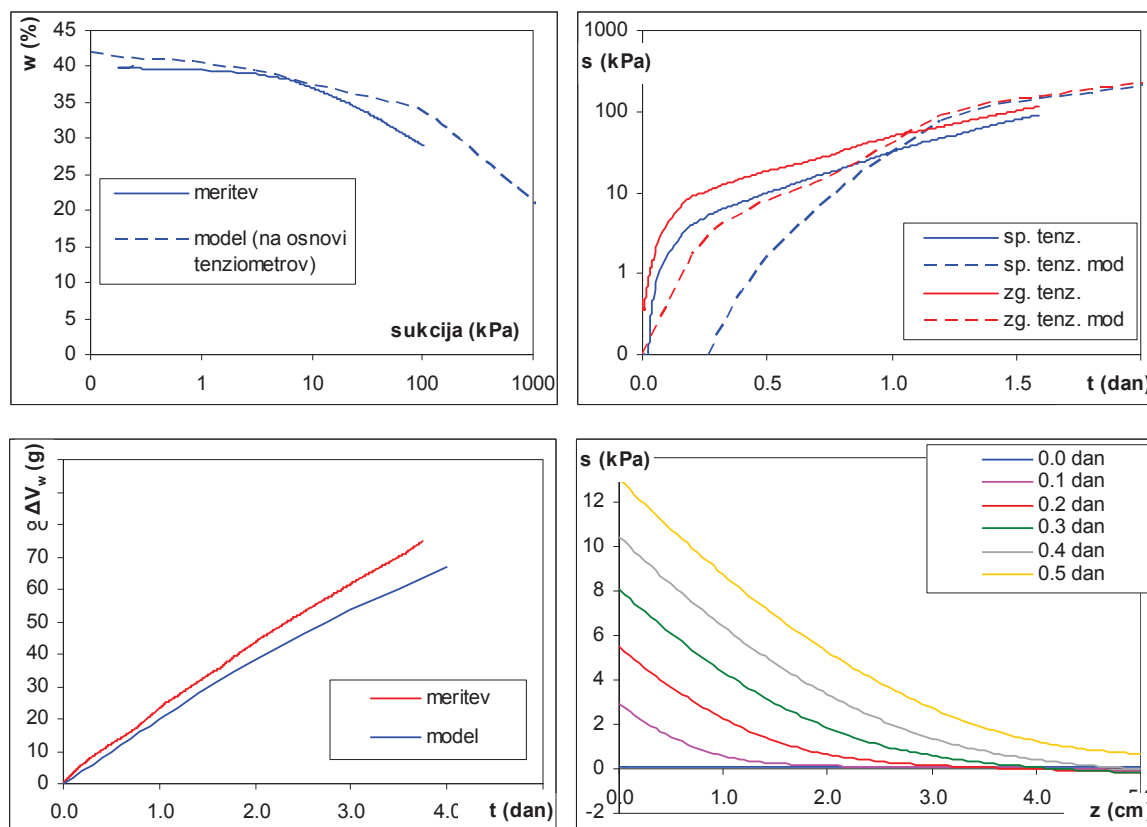 w (%)
45
40
35
30
25
20
15
10
5
0
meritev
model (na osnovi
tenziometrov)
sukcija (kPa)
0
1
10
100
1000
1000
s (kPa)
100
10
1
0
sp. tenz.
sp. tenz. mod
zg. tenz.
zg. tenz. mod
0.0
0.5
1.0
1.5
t (dan)
ΔVw (g)
80
70
60
50
40
30
20
10
0
meritev
model
0.0
1.0
2.0
3.0
4.0
t (dan)
s (kPa)
12
10
8
6
4
2
0
-2
0.0 dan
0.1 dan
0.2 dan
0.3 dan
0.4 dan
0.5 dan
0.0
1.0
2.0
3.0
4.0
z (cm)